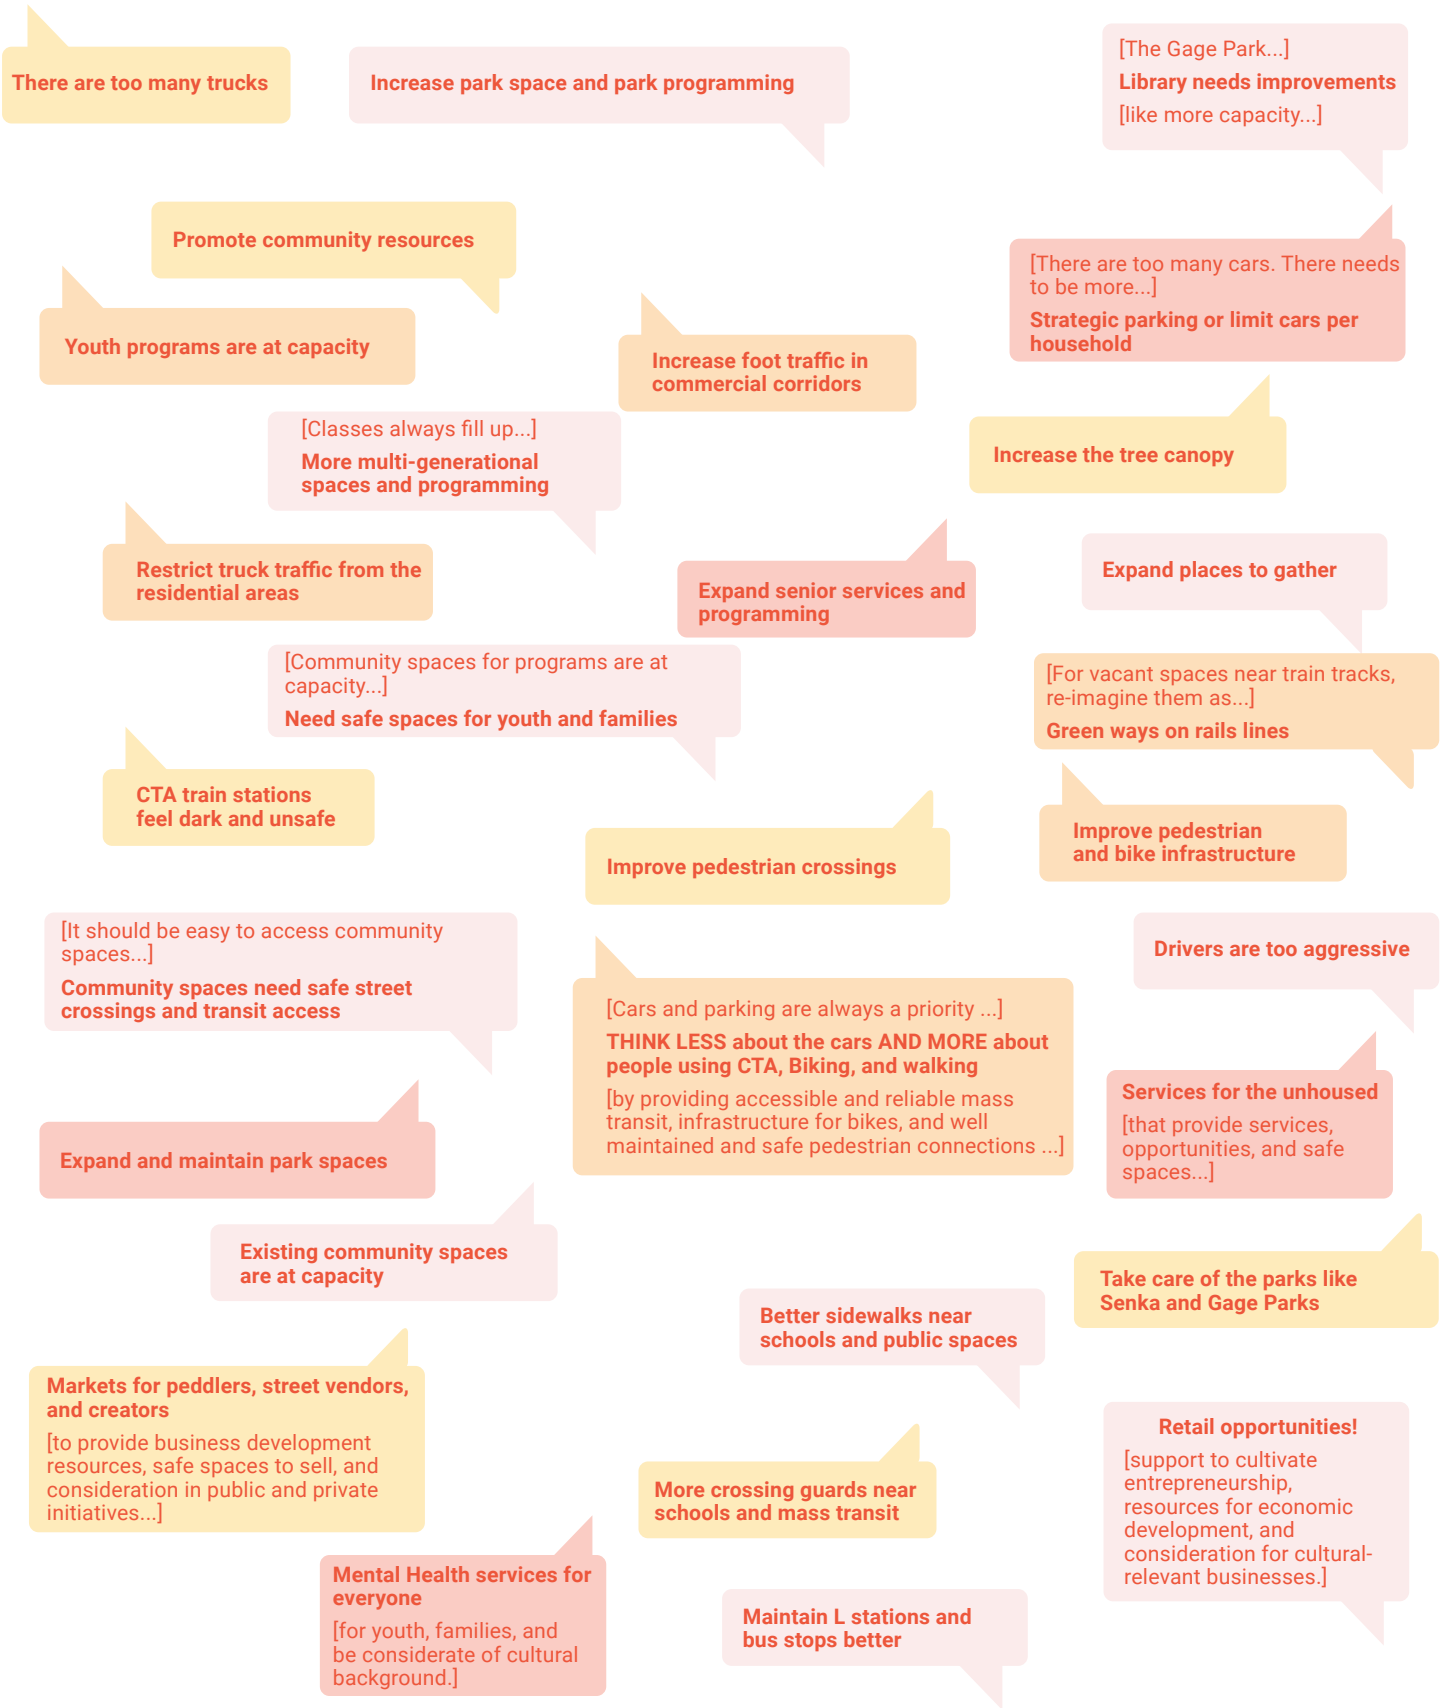 There are too many trucks
Increase park space and park programming
[The Gage Park...]
Library needs improvements
[like more capacity...]
Promote community resources
[There are too many cars. There needs
to be more...]
Strategic parking or limit cars per
household
Youth programs are at capacity
Increase foot traffic in
commercial corridors
[Classes always fill up...]
More multi-generational
spaces and programming
Increase the tree canopy
Restrict truck traffic from the
residential areas
Expand senior services and
programming
Expand places to gather
[Community spaces for programs are at
capacity...]
Need safe spaces for youth and families
[For vacant spaces near train tracks,
re-imagine them as...]
Green ways on rails lines
CTA train stations
feel dark and unsafe
Improve pedestrian crossings
Improve pedestrian
and bike infrastructure
[It should be easy to access community
spaces...]
Community spaces need safe street
crossings and transit access
Drivers are too aggressive
[Cars and parking are always a priority ...]
THINK LESS about the cars AND MORE about
people using CTA, Biking, and walking
[by providing accessible and reliable mass
transit, infrastructure for bikes, and well
maintained and safe pedestrian connections ...]
Services for the unhoused
[that provide services,
opportunities, and safe
spaces...]
Expand and maintain park spaces
Existing community spaces
are at capacity
Take care of the parks like
Senka and Gage Parks
Better sidewalks near
schools and public spaces
Markets for peddlers, street vendors,
and creators
[to provide business development
resources, safe spaces to sell, and
consideration in public and private
initiatives...]
Retail opportunities!
[support to cultivate
entrepreneurship,
resources for economic
development, and
consideration for cultural-
relevant businesses.]
More crossing guards near
schools and mass transit
Mental Health services for
everyone
[for youth, families, and
be considerate of cultural
background.]
Maintain L stations and
bus stops better